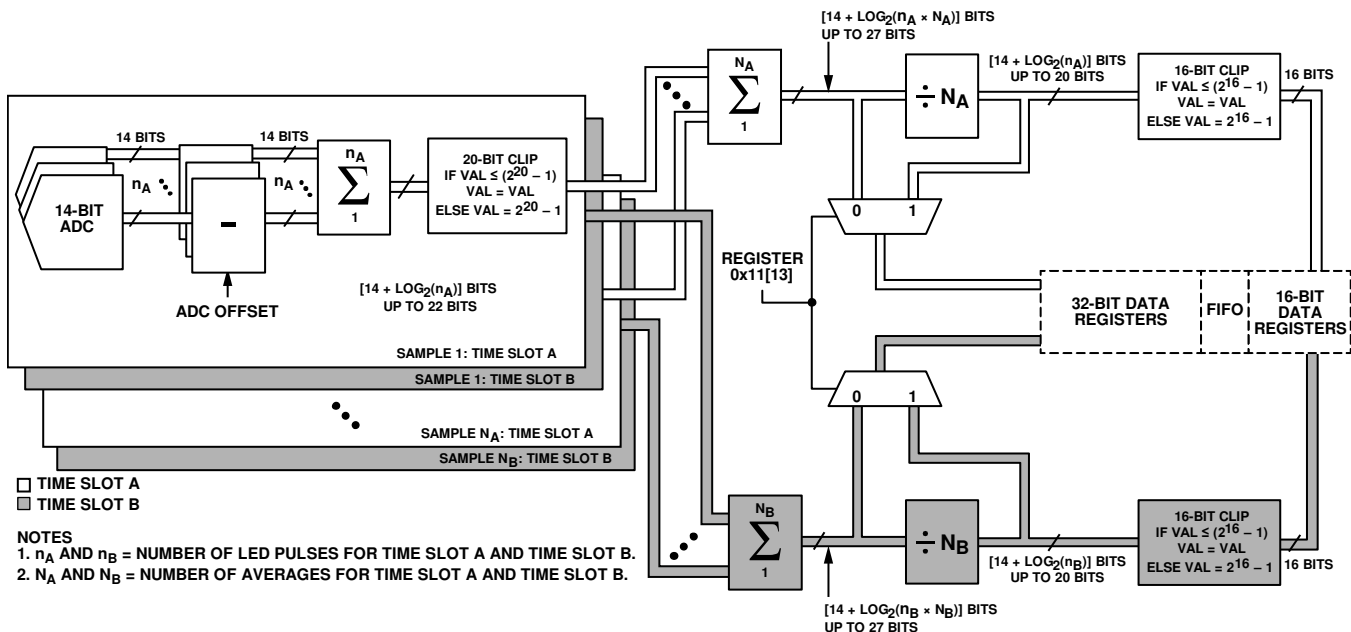 [14 + LOG2(nA × NA)] BITS
UP TO 27 BITS
NA
∑
1
÷ NA
[14 + LOG2(nA)] BITS
UP TO 20 BITS
16-BIT CLIP
IF VAL ≤ (2^16 – 1)
VAL = VAL
ELSE VAL = 2^16 – 1
16 BITS
14 BITS
14 BITS
nA
nA
14-BIT
ADC
–
ADC OFFSET
nA
∑
1
20-BIT CLIP
IF VAL ≤ (2^20 – 1)
VAL = VAL
ELSE VAL = 2^20 – 1
[14 + LOG2(nA)] BITS
UP TO 22 BITS
SAMPLE 1: TIME SLOT A
SAMPLE 1: TIME SLOT B
SAMPLE NA: TIME SLOT A
SAMPLE NB: TIME SLOT B
0 1
REGISTER
0x11[13]
32-BIT DATA
REGISTERS
FIFO
16-BIT
DATA
REGISTERS
0 1
TIME SLOT A
TIME SLOT B
NOTES
1. nA AND nB = NUMBER OF LED PULSES FOR TIME SLOT A AND TIME SLOT B.
2. NA AND NB = NUMBER OF AVERAGES FOR TIME SLOT A AND TIME SLOT B.
NB
∑
1
÷ NB
[14 + LOG2(nB)] BITS
UP TO 20 BITS
16-BIT CLIP
IF VAL ≤ (2^16 – 1)
VAL = VAL
ELSE VAL = 2^16 – 1
16 BITS
[14 + LOG2(nB × NB)] BITS
UP TO 27 BITS